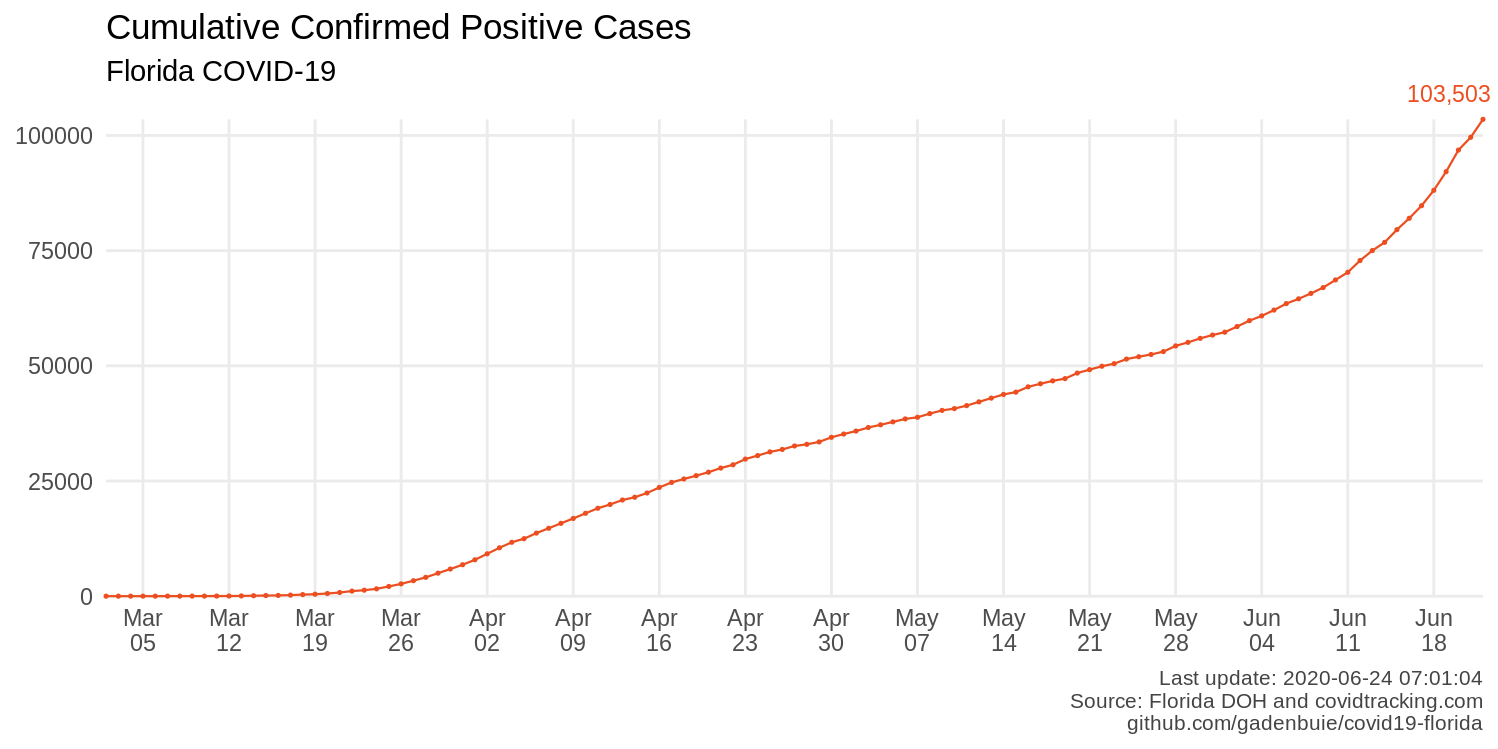 Cumulative Confirmed Positive Cases
Florida COVID-19
103,503
100000
75000
50000
25000
0
Mar Mar Mar Mar Apr Apr Apr Apr Apr May May May May Jun Jun Jun
05 12 19 26 02 09 16 23 30 07 14 21 28 04 11 18
Last update: 2020-06-24 07:01:04
Source: Florida DOH and covidtracking.com
github.com/gadenbuie/covid19-florida